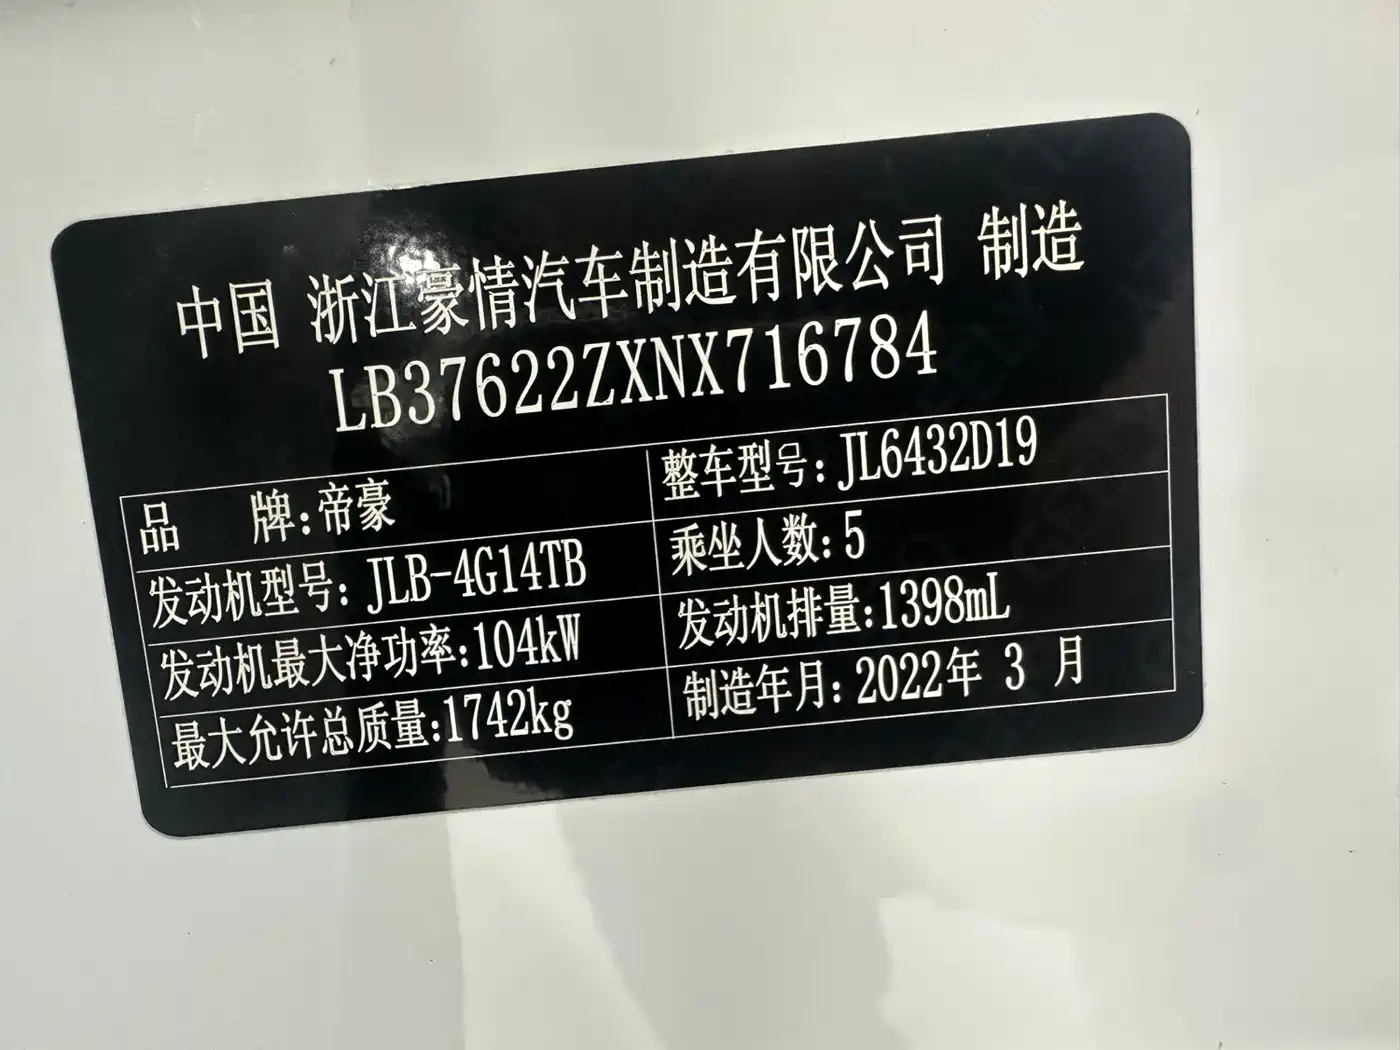 中国 浙江豪情汽车制造有限公司 制造
LB37622ZXNX716784
品 牌:帝豪 整车型号:JL6432D19
发动机型号: JLB-4G14TB 乘坐人数:5
发动机最大净功率:104kW 发动机排量:1398mL
最大允许总质量:1742kg 制造年月: 2022年 3 月